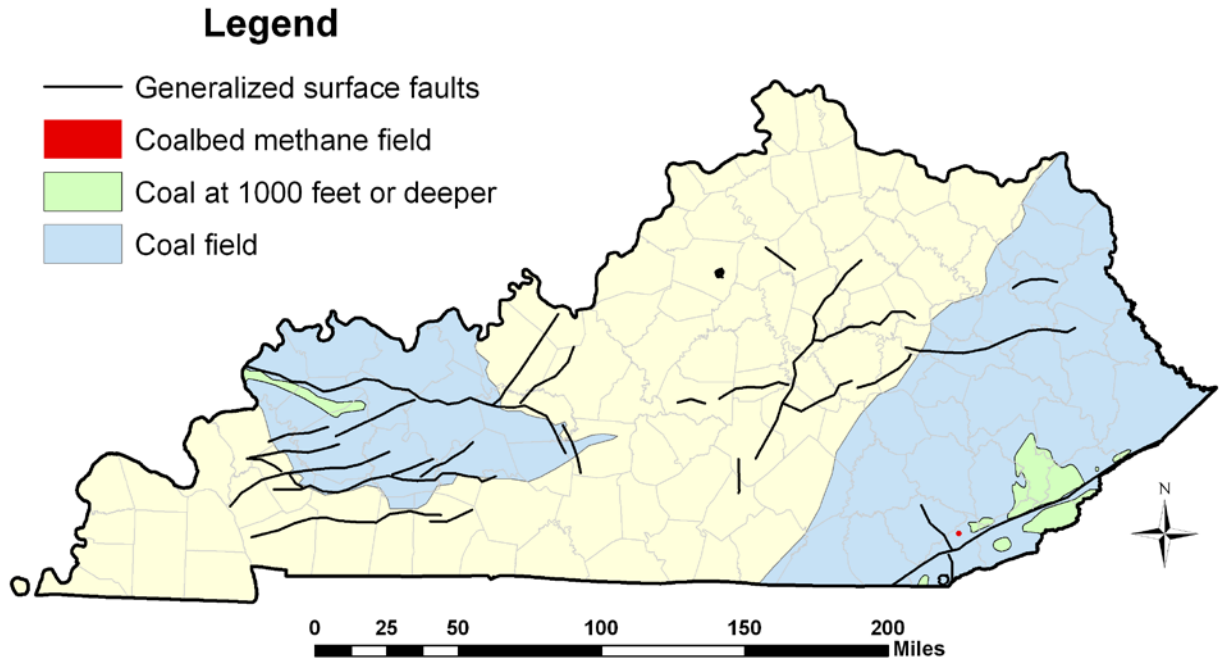 Legend
Generalized surface faults
Coalbed methane field
Coal at 1000 feet or deeper
Coal field
N
0 25 50 100 150 200
Miles